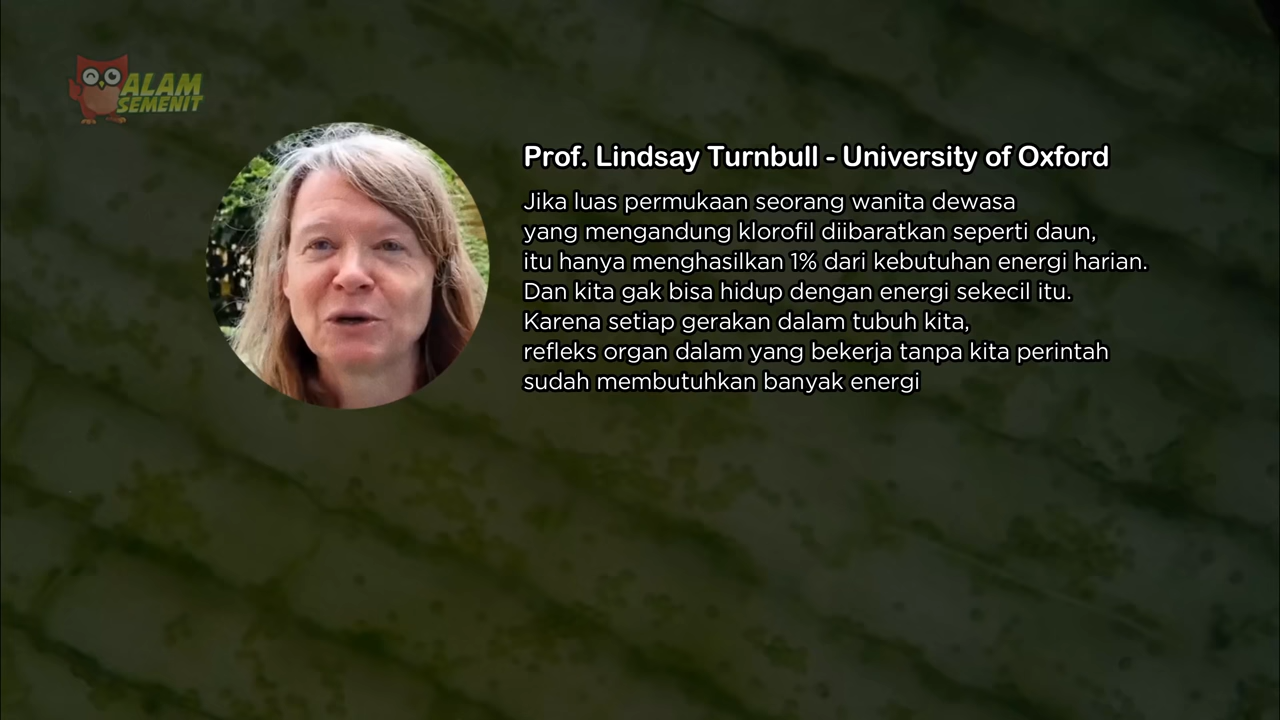 ALAM
SEMENIT
Prof. Lindsay Turnbull - University of Oxford
Jika luas permukaan seorang wanita dewasa
yang mengandung klorofil diibaratkan seperti daun,
itu hanya menghasilkan 1% dari kebutuhan energi harian.
Dan kita gak bisa hidup dengan energi sekecil itu.
Karena setiap gerakan dalam tubuh kita,
refleks organ dalam yang bekerja tanpa kita perintah
sudah membutuhkan banyak energi